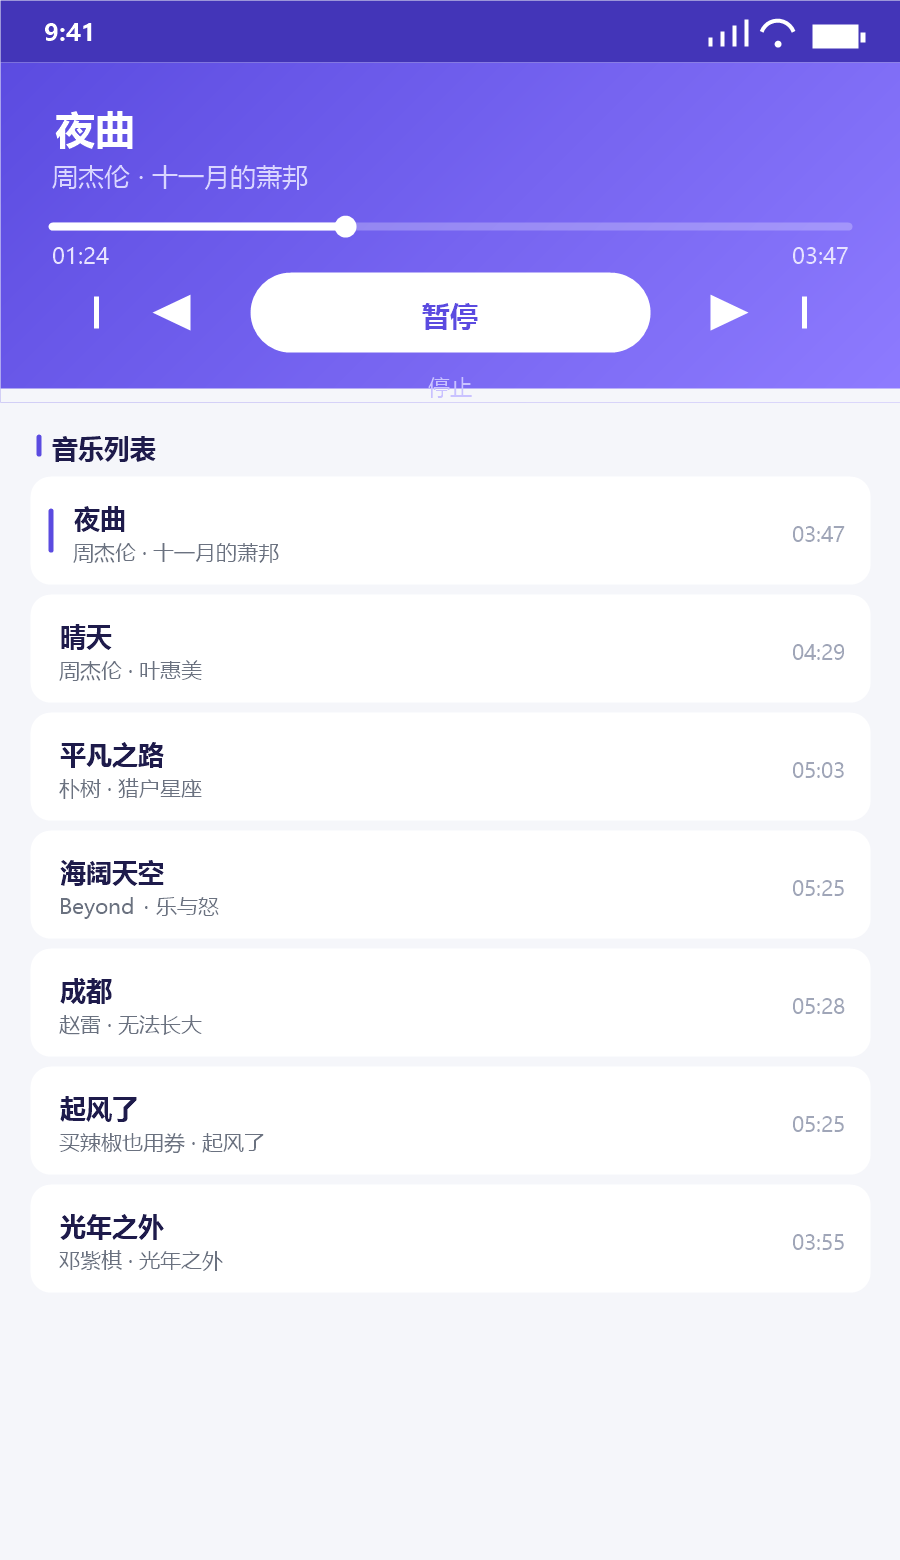 9:41
夜曲
周杰伦 · 十一月的萧邦
01:24
03:47
暂停
停止
音乐列表
夜曲
周杰伦 · 十一月的萧邦
03:47
晴天
周杰伦 · 叶惠美
04:29
平凡之路
朴树 · 猎户星座
05:03
海阔天空
Beyond · 乐与怒
05:25
成都
赵雷 · 无法长大
05:28
起风了
买辣椒也用券 · 起风了
05:25
光年之外
邓紫棋 · 光年之外
03:55